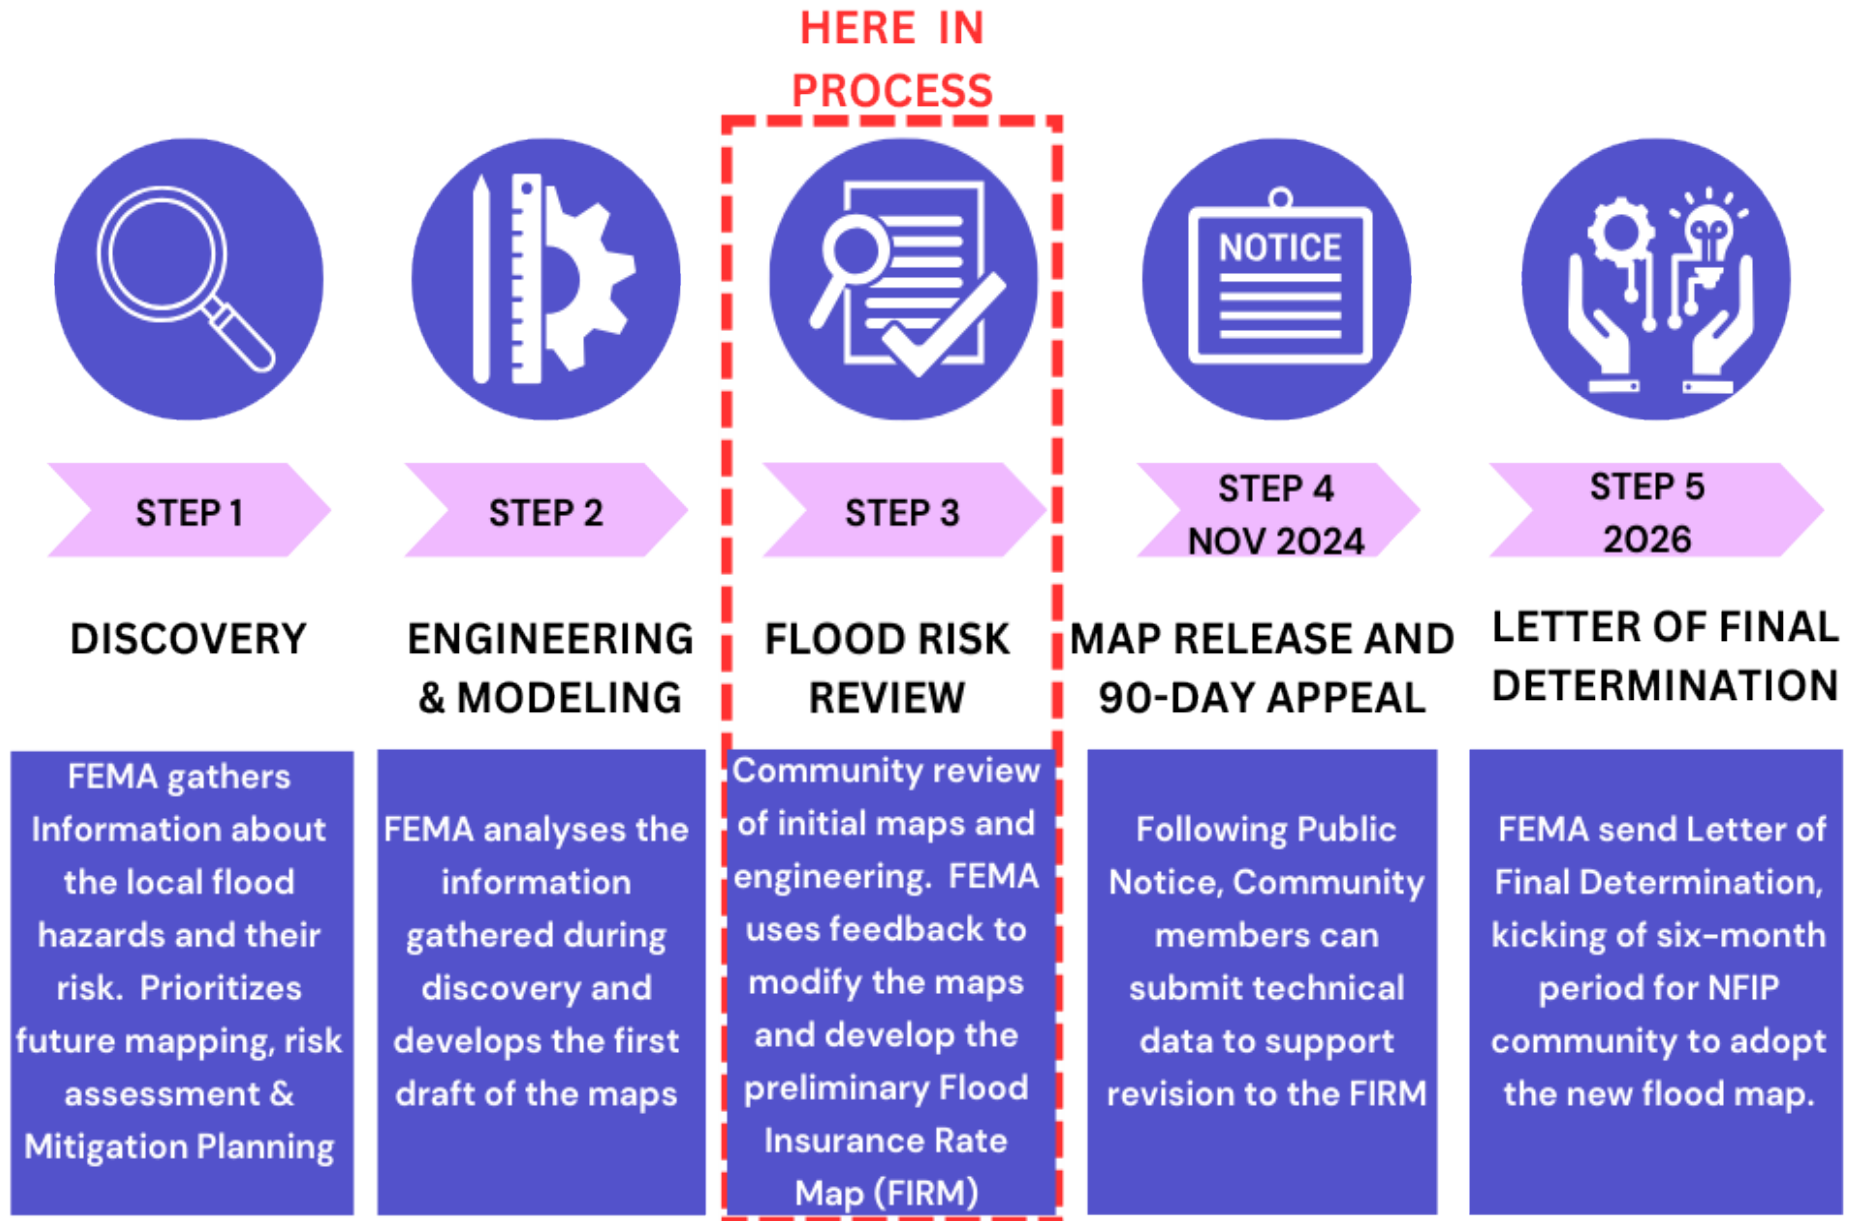 HERE IN
PROCESS
NOTICE
STEP 1
STEP 2
STEP 3
STEP 4
NOV 2024
STEP 5
2026
DISCOVERY
ENGINEERING
& MODELING
FLOOD RISK
REVIEW
MAP RELEASE AND
90-DAY APPEAL
LETTER OF FINAL
DETERMINATION
FEMA gathers
Information about
the local flood
hazards and their
risk. Prioritizes
future mapping, risk
assessment &
Mitigation Planning
FEMA analyses the
information
gathered during
discovery and
develops the first
draft of the maps
Community review
of initial maps and
engineering. FEMA
uses feedback to
modify the maps
and develop the
preliminary Flood
Insurance Rate
Map (FIRM)
Following Public
Notice, Community
members can
submit technical
data to support
revision to the FIRM
FEMA send Letter of
Final Determination,
kicking of six-month
period for NFIP
community to adopt
the new flood map.